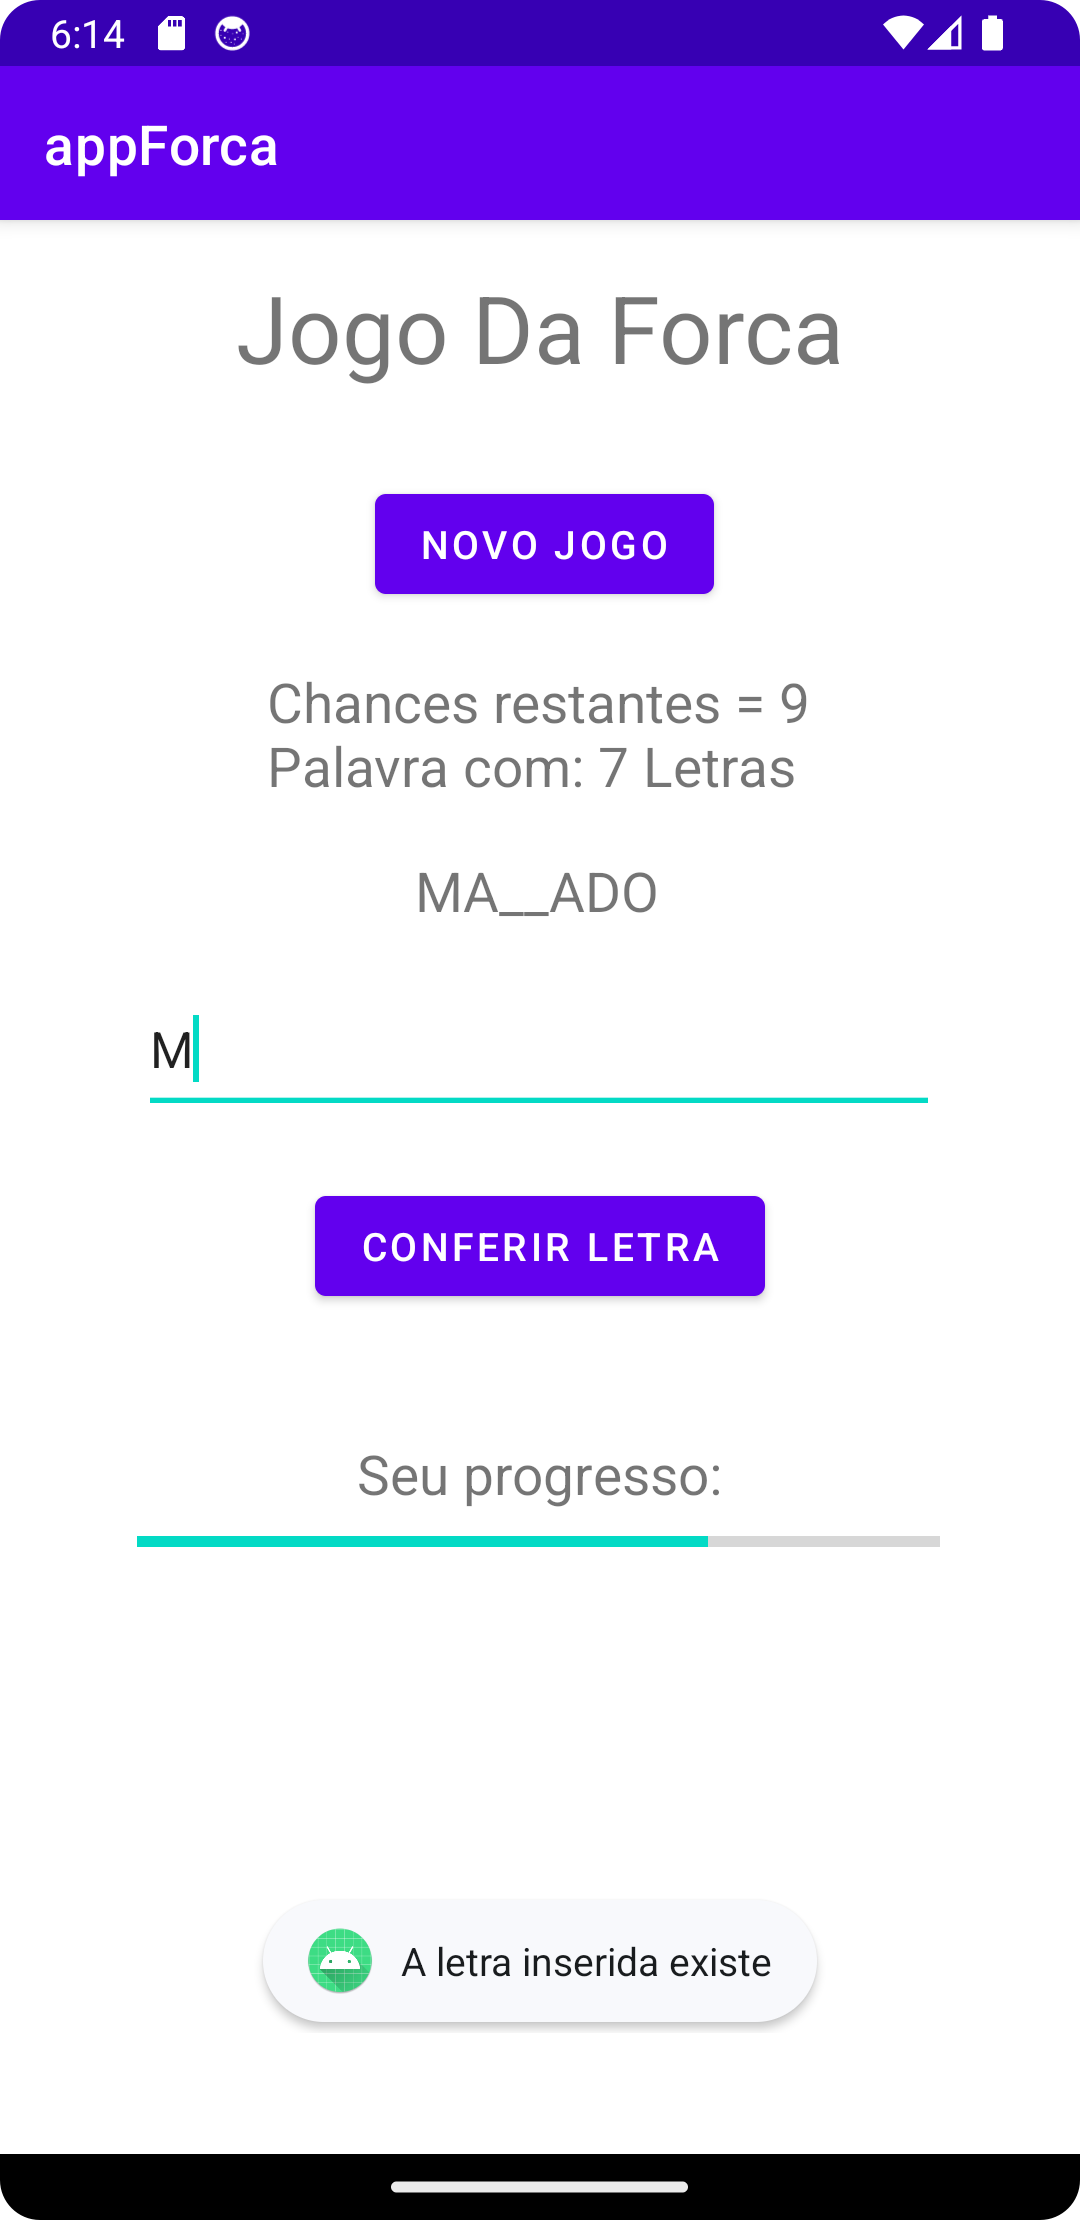 6:14
appForca
Jogo Da Forca
NOVO JOGO
Chances restantes = 9
Palavra com: 7 Letras
MA__ADO
M
CONFERIR LETRA
Seu progresso:
A letra inserida existe